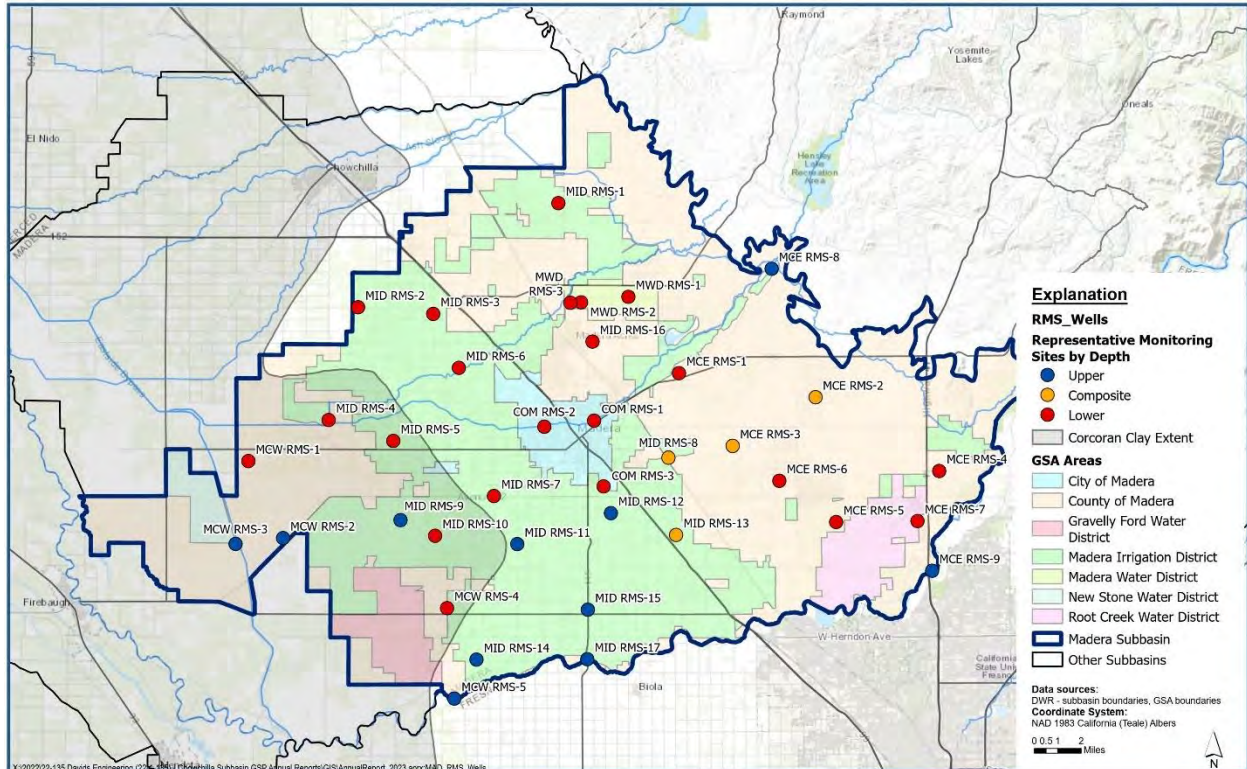 Raymond
Yosemite
Lakes
Oneals
El Nido
Chowchilla
Ash Slough
Hensley
Lake
Recreation
Area
MID RMS-1
152
MERCED
MADERA
MCE RMS-8
MWD
RMS-3
MWD RMS-1
MID RMS-2
MID RMS-3
MWD RMS-2
MID RMS-16
MID RMS-6
MCE RMS-1
MCE RMS-2
MID RMS-4
COM RMS-2
COM RMS-1
Madera
MID RMS-5
MID RMS-8
MCE RMS-3
MCW RMS-1
MCE RMS-6
MCE RMS-4
COM RMS-3
MID RMS-7
MID RMS-12
MID RMS-9
MCE RMS-5
MCE RMS-7
MCW RMS-3
MCW RMS-2
MID RMS-10
MID RMS-11
MID RMS-13
MCE RMS-9
Firebaugh
MCW RMS-4
MID RMS-15
W Herndon Ave
MID RMS-14
MID RMS-17
California
State Uni
Fresno
MCW RMS-5
Biola
Explanation
RMS_Wells
Representative Monitoring
Sites by Depth
Upper
Composite
Lower
Corcoran Clay Extent
GSA Areas
City of Madera
County of Madera
Gravelly Ford Water
District
Madera Irrigation District
Madera Water District
New Stone Water District
Root Creek Water District
Madera Subbasin
Other Subbasins
Data sources:
DWR - subbasin boundaries, GSA boundaries
Coordinate System:
NAD 1983 California (Teale) Albers
0 0.5 1 2
Miles
N